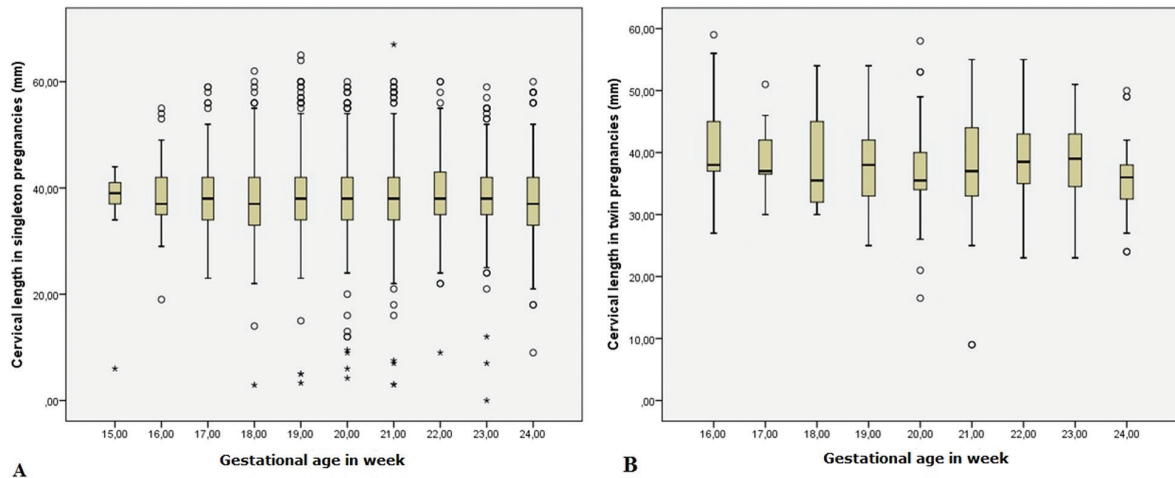 Cervical length in singleton pregnancies (mm)
60,00
40,00
20,00
,00
15,00 16,00 17,00 18,00 19,00 20,00 21,00 22,00 23,00 24,00
Gestational age in week
A
Cervical length in twin pregnancies (mm)
60,00
50,00
40,00
30,00
20,00
10,00
,00
16,00 17,00 18,00 19,00 20,00 21,00 22,00 23,00 24,00
Gestational age in week
B